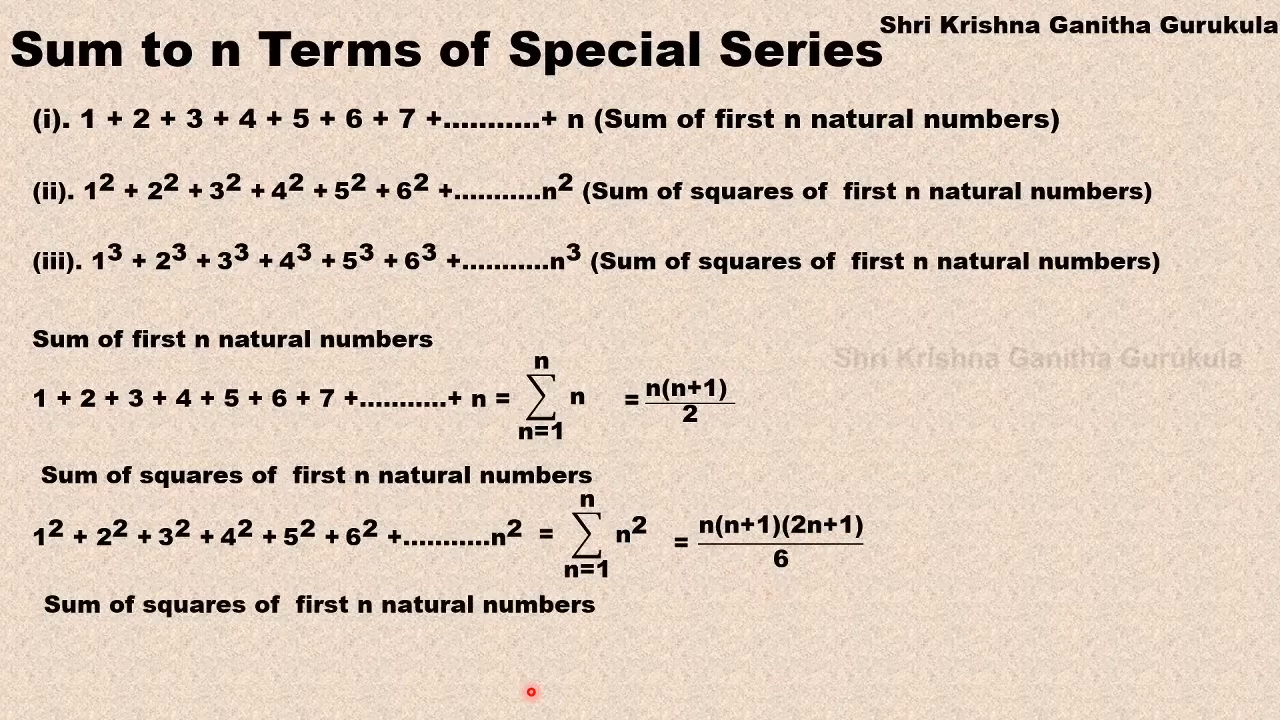 Shri Krishna Ganitha Gurukula
Sum to n Terms of Special Series
(i). 1 + 2 + 3 + 4 + 5 + 6 + 7 +...........+ n (Sum of first n natural numbers)
(ii). 1² + 2² + 3² + 4² + 5² + 6² +...........n² (Sum of squares of first n natural numbers)
(iii). 1³ + 2³ + 3³ + 4³ + 5³ + 6³ +...........n³ (Sum of squares of first n natural numbers)
Sum of first n natural numbers
Shri Krishna Ganitha Gurukula
n
1 + 2 + 3 + 4 + 5 + 6 + 7 +...........+ n = ∑ n = n(n+1)
2
n=1
Sum of squares of first n natural numbers
n
1² + 2² + 3² + 4² + 5² + 6² +...........n² = ∑ n² = n(n+1)(2n+1)
6
n=1
Sum of squares of first n natural numbers